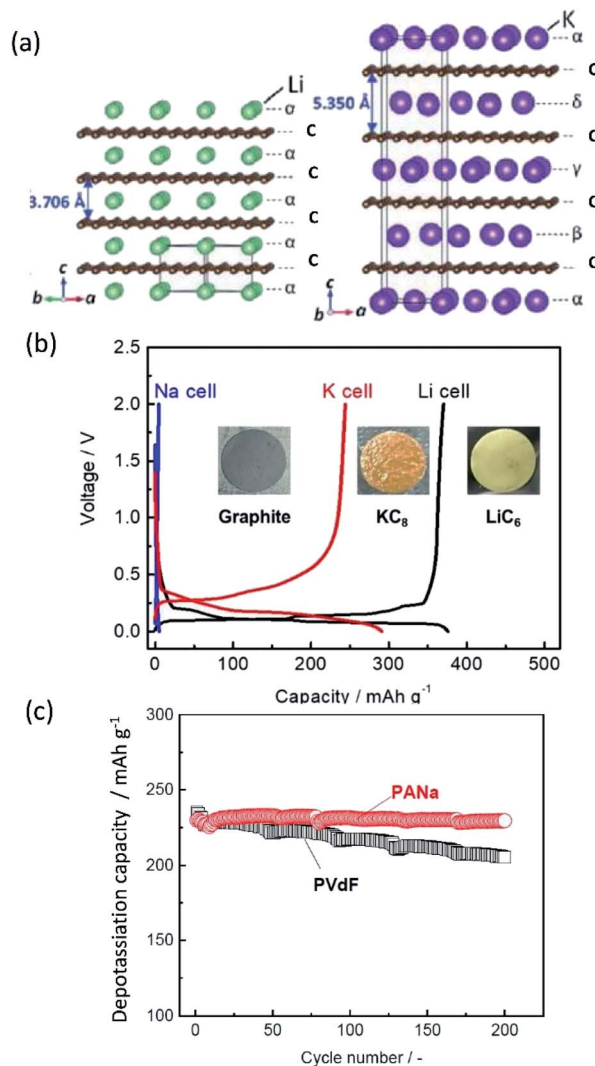 (a)
Li
α
C
α
C
α
3.706 Å
C
α
C
α
C
α
c
b a
K
α
C
5.350 Å
δ
C
γ
C
β
C
α
c
b a
(b)
2.5
2.0
1.5
1.0
0.5
0.0
Voltage / V
Na cell K cell Li cell
Graphite KC8 LiC6
0 100 200 300 400 500
Capacity / mAh g-1
(c)
300
250
200
150
100
Depotassiation capacity / mAh g-1
PANa
PVdF
0 50 100 150 200
Cycle number / -